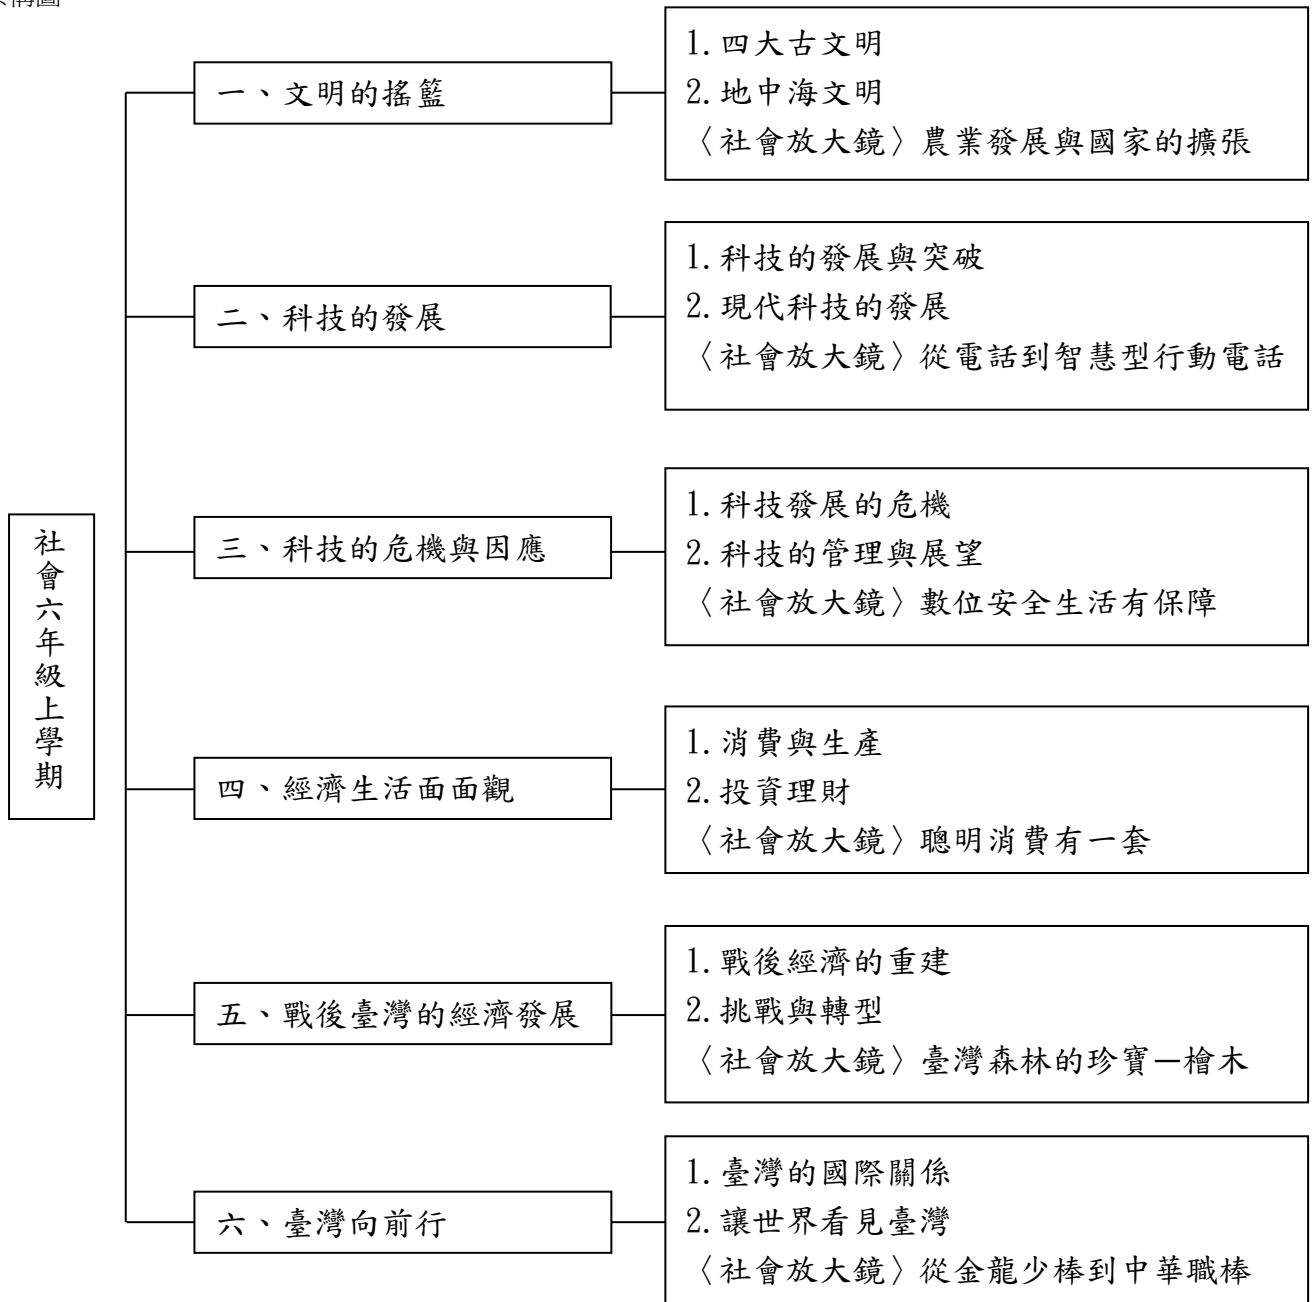 架構圖
社會六年級上學期
一、文明的搖籃
1.四大古文明
2.地中海文明
〈社會放大鏡〉農業發展與國家的擴張
二、科技的發展
1.科技的發展與突破
2.現代科技的發展
〈社會放大鏡〉從電話到智慧型行動電話
三、科技的危機與因應
1.科技發展的危機
2.科技的管理與展望
〈社會放大鏡〉數位安全生活有保障
四、經濟生活面面觀
1.消費與生產
2.投資理財
〈社會放大鏡〉聰明消費有一套
五、戰後臺灣的經濟發展
1.戰後經濟的重建
2.挑戰與轉型
〈社會放大鏡〉臺灣森林的珍寶—檜木
六、臺灣向前行
1.臺灣的國際關係
2.讓世界看見臺灣
〈社會放大鏡〉從金龍少棒到中華職棒